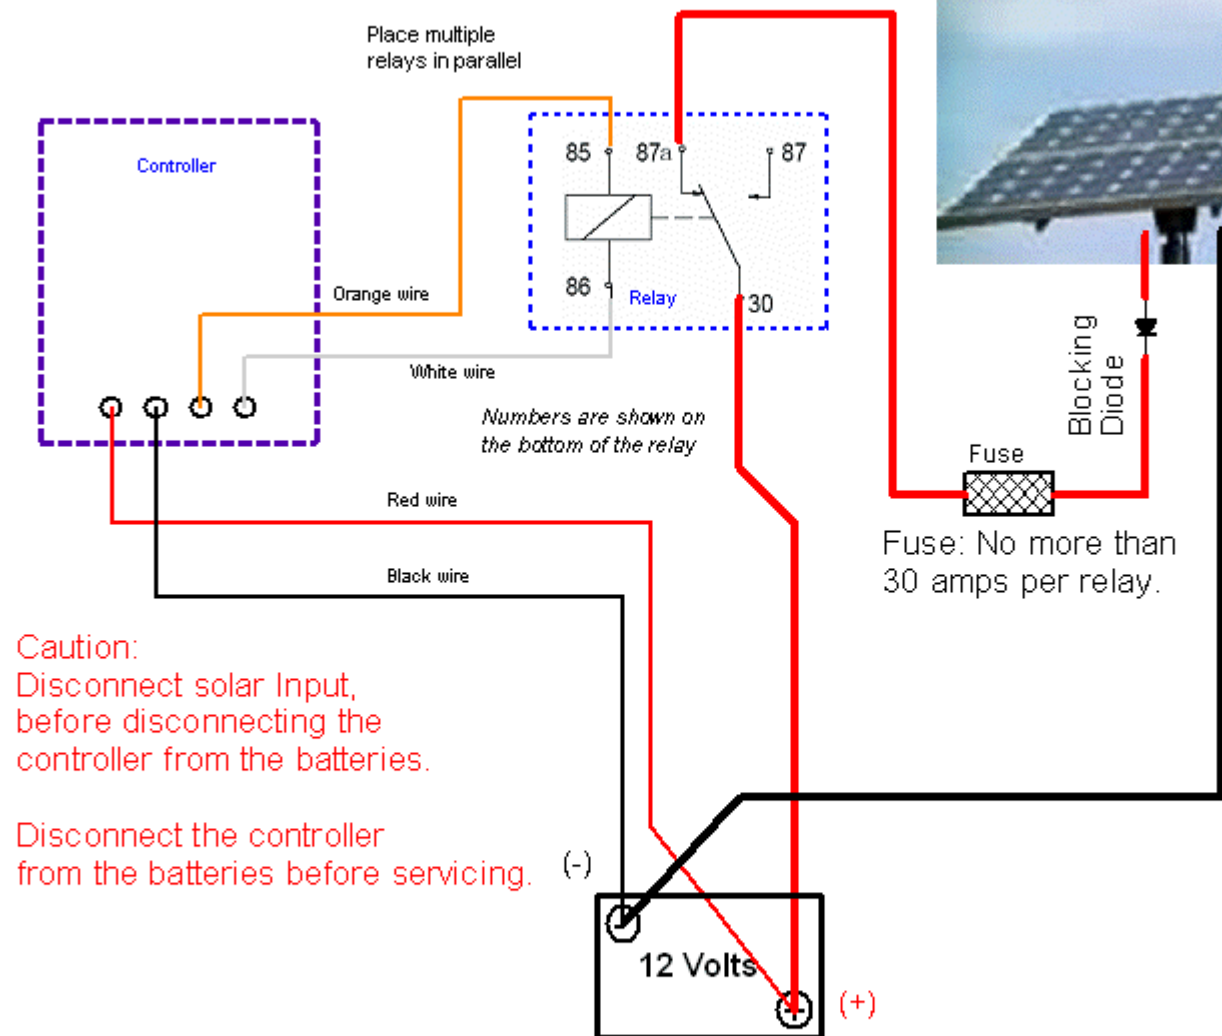 Place multiple
relays in parallel
Controller
85
87a
87
86
Relay
30
Orange wire
White wire
Numbers are shown on
the bottom of the relay
Blocking
Diode
Fuse
Fuse: No more than
30 amps per relay.
Red wire
Black wire
Caution:
Disconnect solar Input,
before disconnecting the
controller from the batteries.
Disconnect the controller
from the batteries before servicing.
(-)
12 Volts
(+)